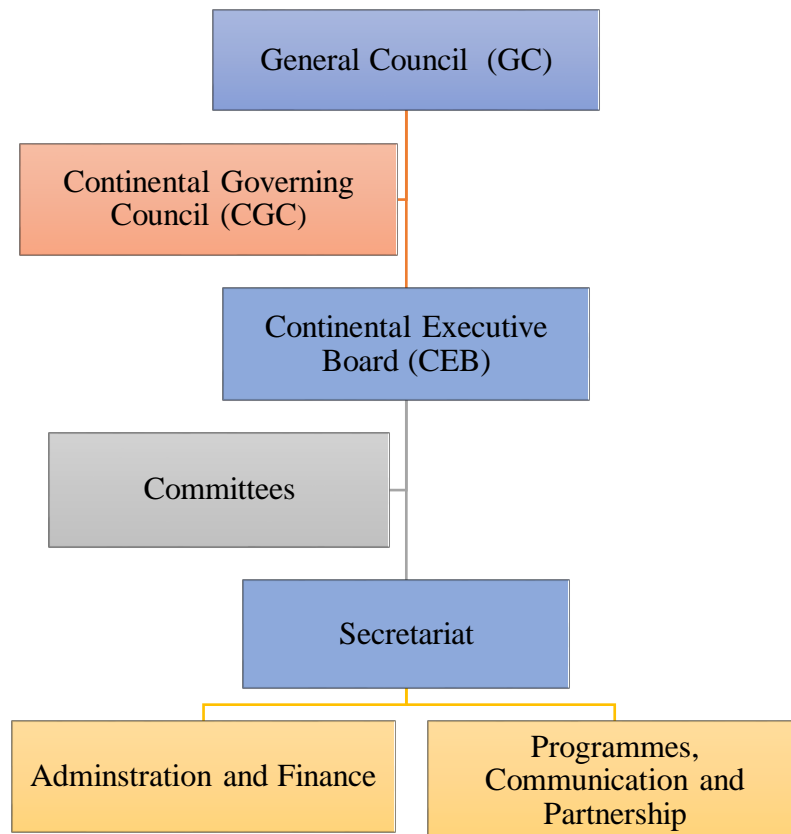 General Council (GC)
Continental Governing
Council (CGC)
Continental Executive
Board (CEB)
Committees
Secretariat
Adminstration and Finance
Programmes,
Communication and
Partnership